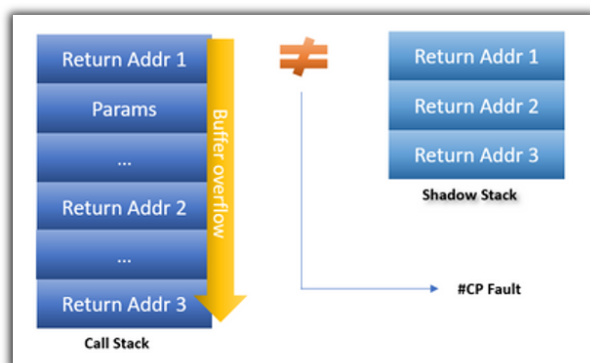 Return Addr 1
Params
...
Return Addr 2
...
Return Addr 3
Call Stack
Buffer overflow
≠
Return Addr 1
Return Addr 2
Return Addr 3
Shadow Stack
#CP Fault